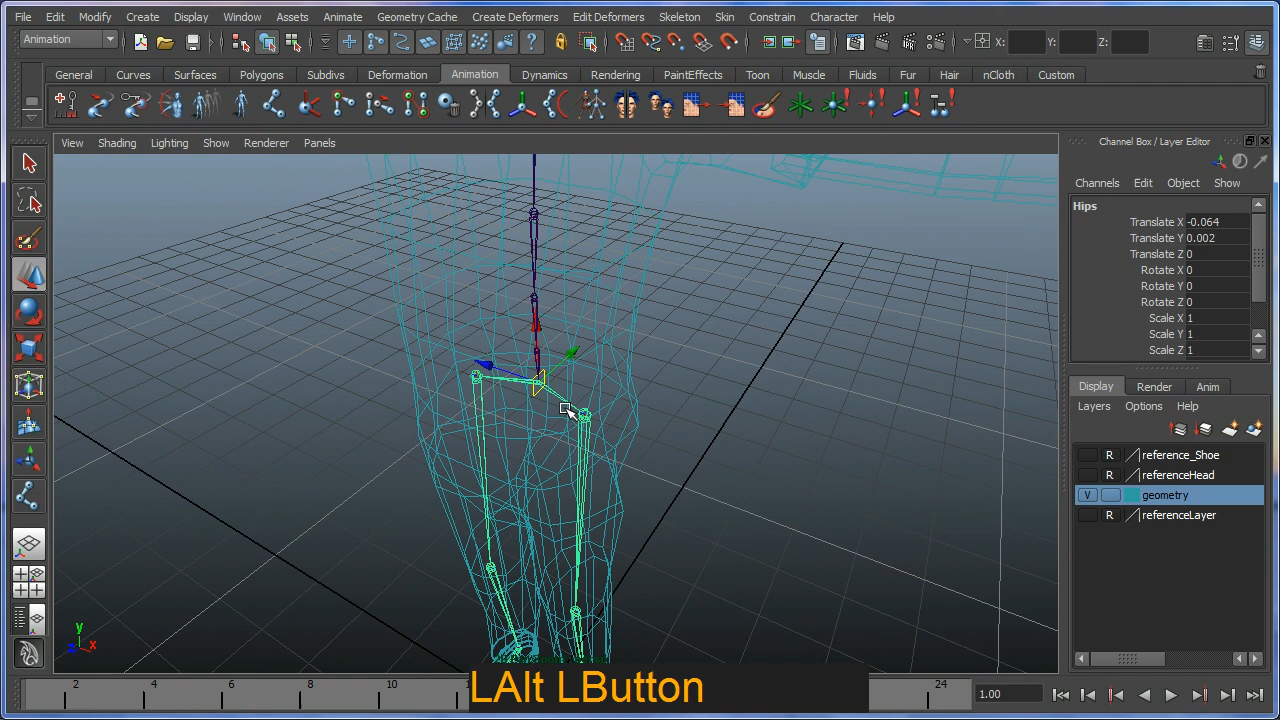 File Edit Modify Create Display Window Assets Animate Geometry Cache Create Deformers Edit Deformers Skeleton Skin Constrain Character Help
Animation X: Y: Z:
General Curves Surfaces Polygons Subdivs Deformation Animation Dynamics Rendering PaintEffects Toon Muscle Fluids Fur Hair nCloth Custom
View Shading Lighting Show Renderer Panels
Channel Box / Layer Editor
Channels Edit Object Show
Hips
Translate X -0.064
Translate Y 0.002
Translate Z 0
Rotate X 0
Rotate Y 0
Rotate Z 0
Scale X 1
Scale Y 1
Scale Z 1
Display Render Anim
Layers Options Help
R reference_Shoe
R referenceHead
V geometry
R referenceLayer
y
z x
LAlt LButton
2 4 6 8 10 24 1.00